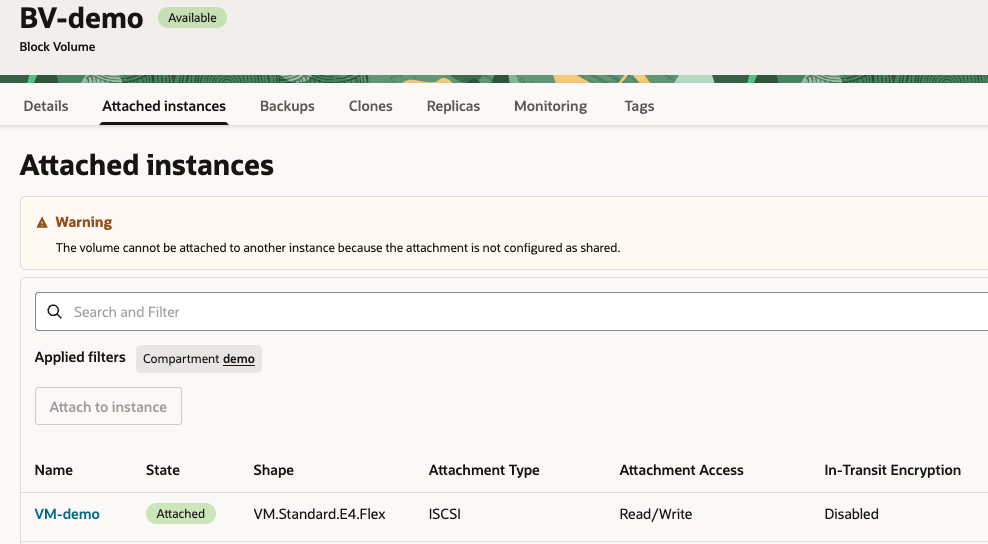 BV-demo Available
Block Volume
Details Attached instances Backups Clones Replicas Monitoring Tags
Attached instances
Warning
The volume cannot be attached to another instance because the attachment is not configured as shared.
Search and Filter
Applied filters Compartment demo
Attach to instance
Name State Shape Attachment Type Attachment Access In-Transit Encryption
VM-demo Attached VM.Standard.E4.Flex ISCSI Read/Write Disabled